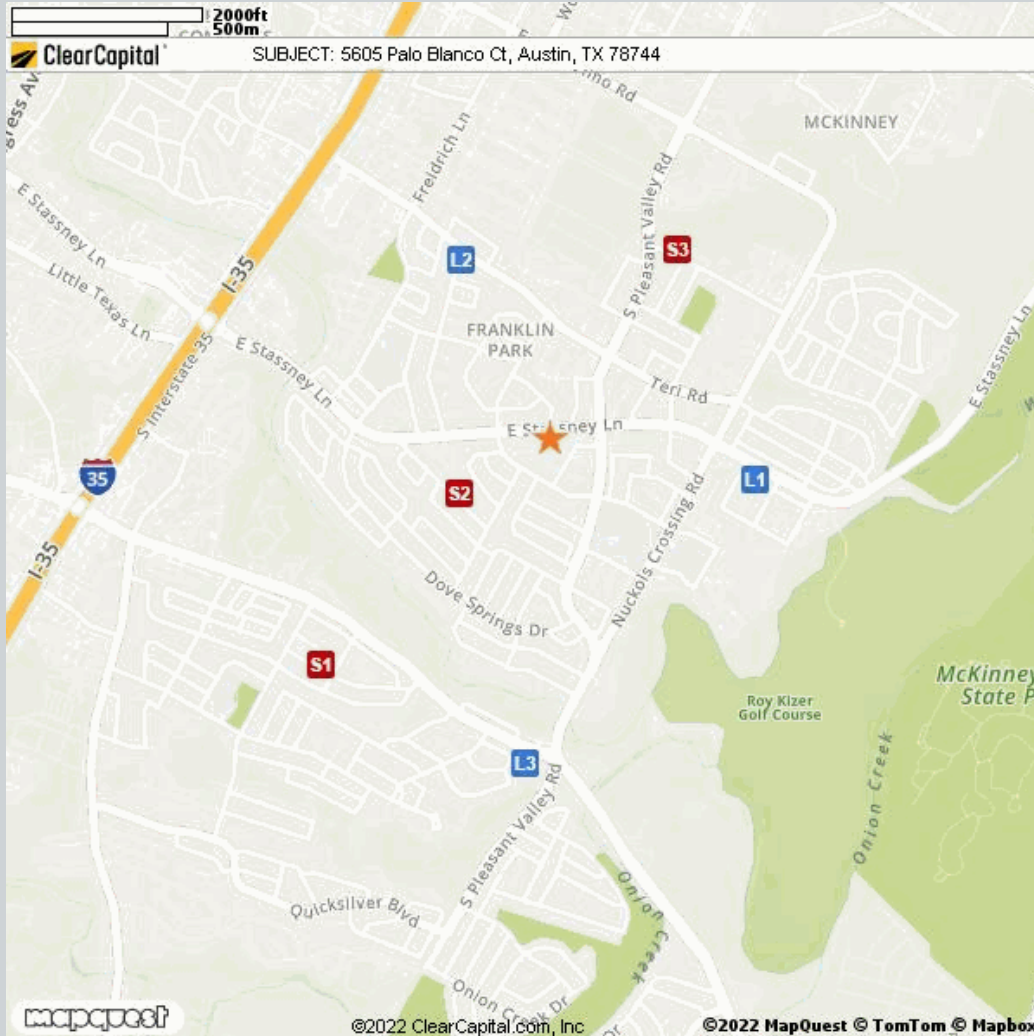 2000ft
500m
ClearCapital
SUBJECT: 5605 Palo Blanco Ct, Austin, TX 78744
MCKINNEY
Freidrich Ln
S Pleasant Valley Rd
E Stassney Ln
Little Texas Ln
I-35
L2
S3
FRANKLIN
PARK
E Stassney Ln
S Interstate 35
E Stassney Ln
Teri Rd
E Stassney Ln
35
S2
L1
I-35
Nuckols Crossing Rd
Dove Springs Dr
S1
McKinney
State P
Roy Kizer
Golf Course
L3
Onion Creek
S Pleasant Valley Rd
Quicksilver Blvd
Onion Creek
Onion Creek Dr
mapquest
©2022 ClearCapital.com, Inc
©2022 MapQuest © TomTom © Mapbox